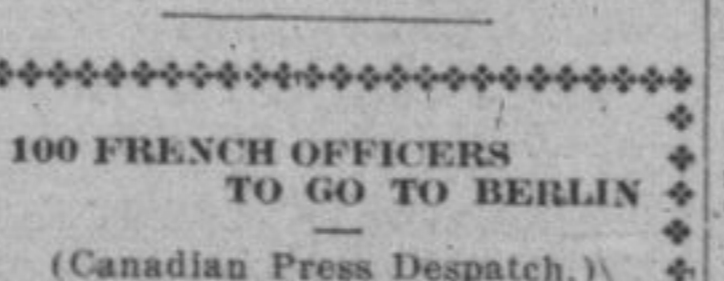 100 FRENCH OFFICERS
TO GO TO BERLIN
(Canadian Press Despatch.)